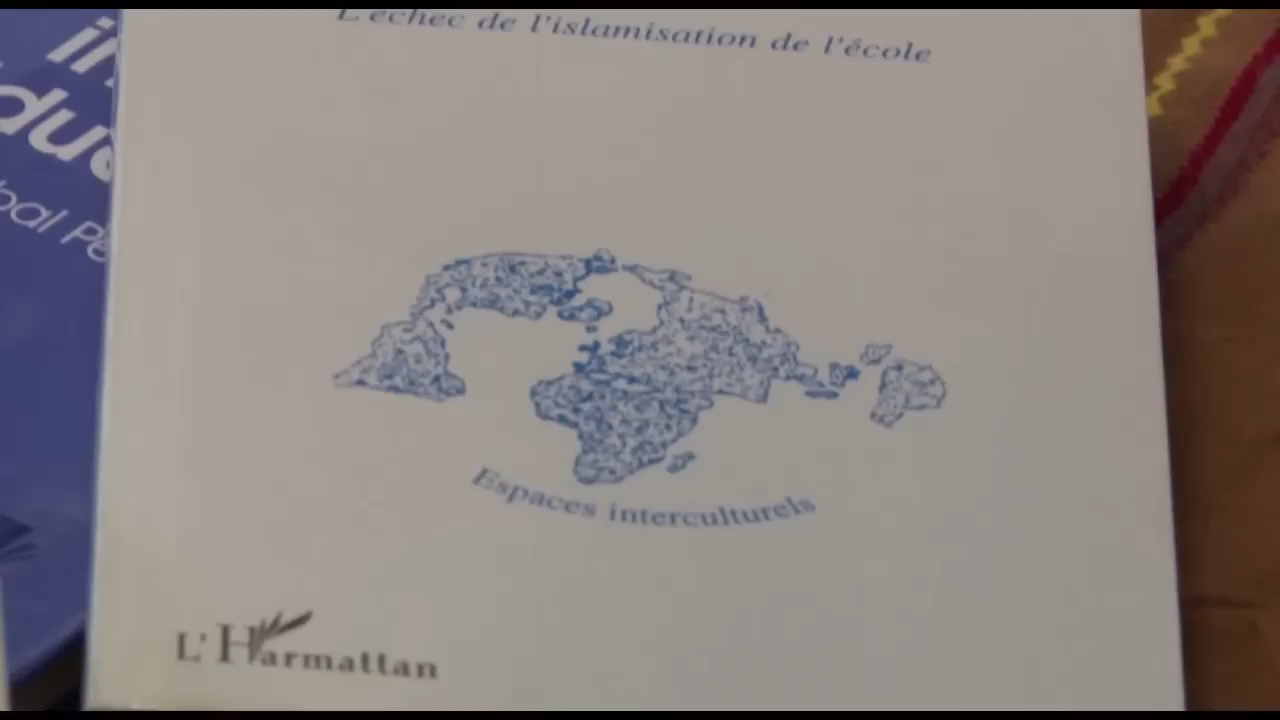 L'échec de l'islamisation de l'école
Espaces interculturels
L'Harmattan